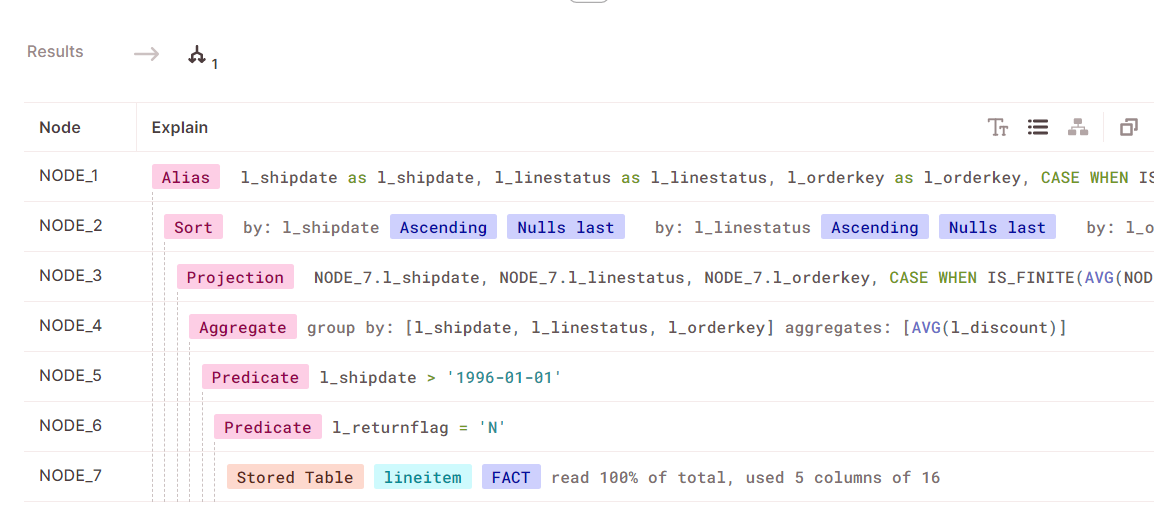 Results 1
Node Explain
NODE_1 Alias l_shipdate as l_shipdate, l_linestatus as l_linestatus, l_orderkey as l_orderkey, CASE WHEN IS
NODE_2 Sort by: l_shipdate Ascending Nulls last by: l_linestatus Ascending Nulls last by: l_o
NODE_3 Projection NODE_7.l_shipdate, NODE_7.l_linestatus, NODE_7.l_orderkey, CASE WHEN IS_FINITE(AVG(NOD
NODE_4 Aggregate group by: [l_shipdate, l_linestatus, l_orderkey] aggregates: [AVG(l_discount)]
NODE_5 Predicate l_shipdate > '1996-01-01'
NODE_6 Predicate l_returnflag = 'N'
NODE_7 Stored Table lineitem FACT read 100% of total, used 5 columns of 16